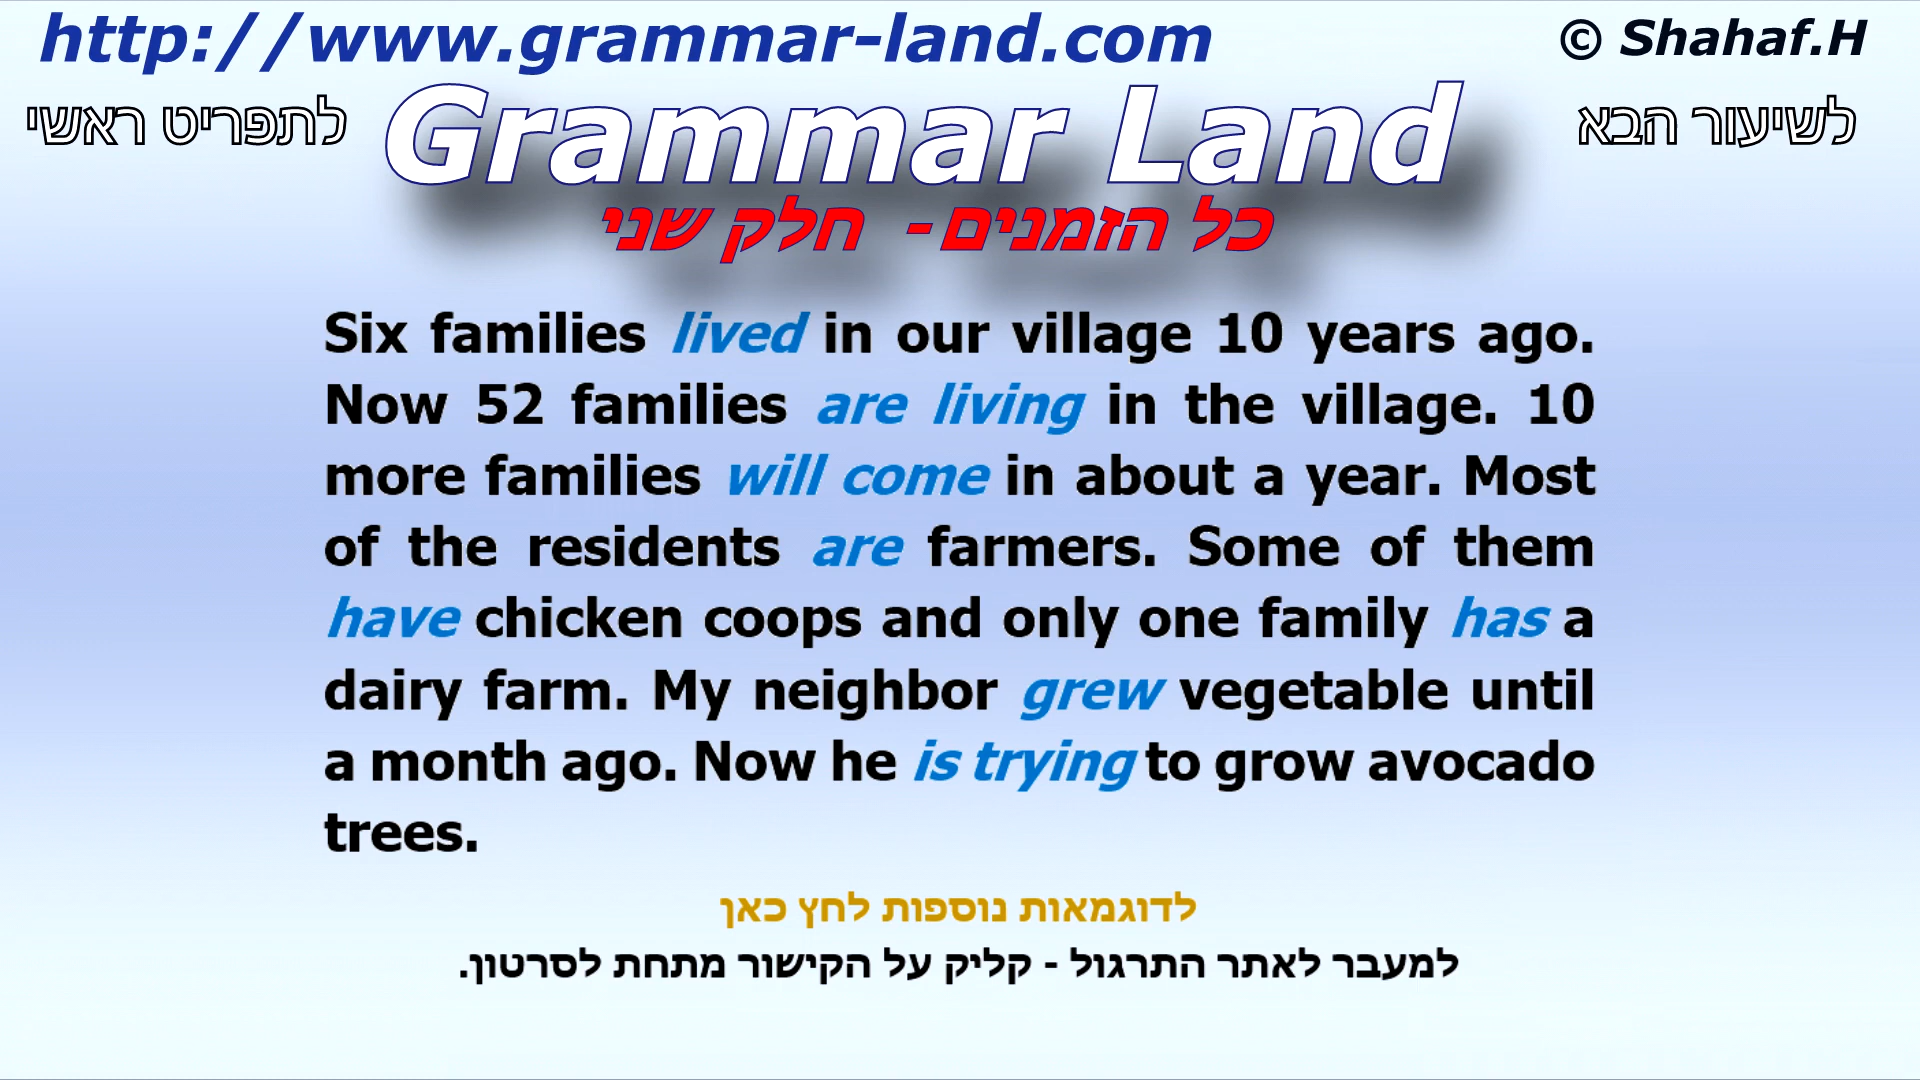 http://www.grammar-land.com
© Shahaf.H
לתפריט ראשי
Grammar Land
לשיעור הבא
כל הזמנים - חלק שני
Six families lived in our village 10 years ago.
Now 52 families are living in the village. 10
more families will come in about a year. Most
of the residents are farmers. Some of them
have chicken coops and only one family has a
dairy farm. My neighbor grew vegetable until
a month ago. Now he is trying to grow avocado
trees.
לדוגמאות נוספות לחץ כאן
למעבר לאתר התרגול - קליק על הקישור מתחת לסרטון.